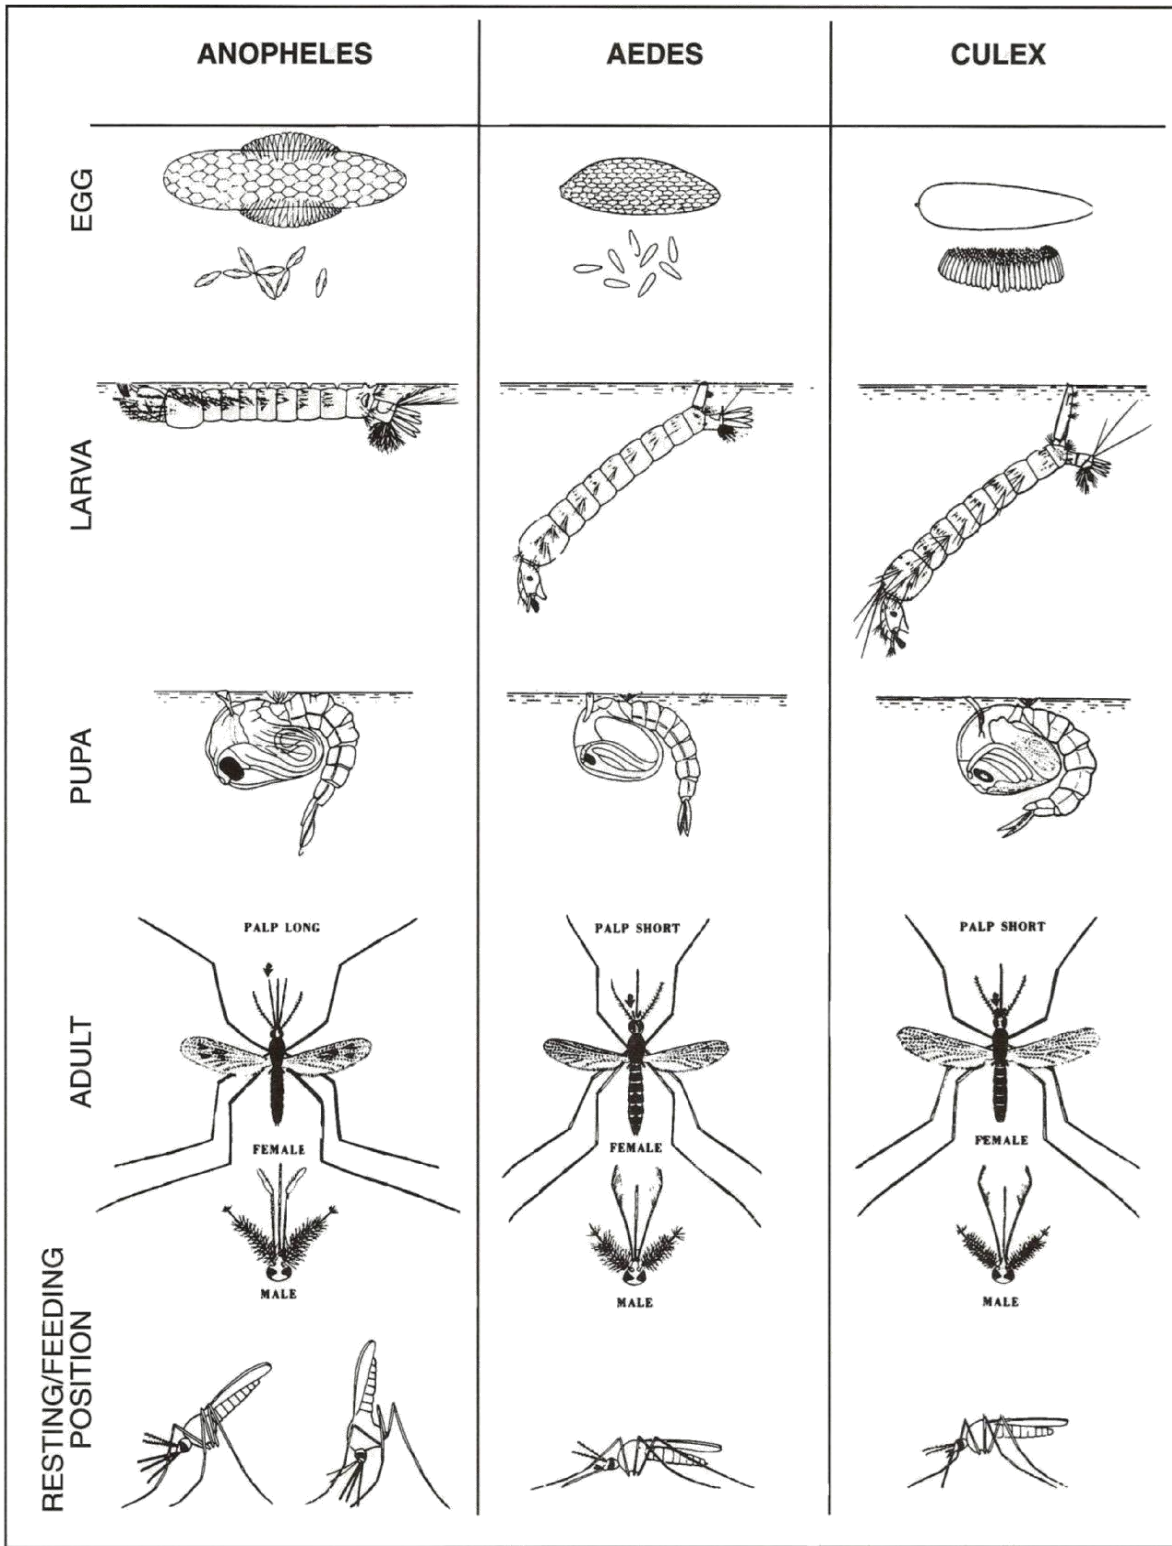 ANOPHELES
AEDES
CULEX
EGG
LARVA
PUPA
ADULT
PALP LONG
PALP SHORT
PALP SHORT
FEMALE
FEMALE
FEMALE
MALE
MALE
MALE
RESTING/FEEDING
POSITION